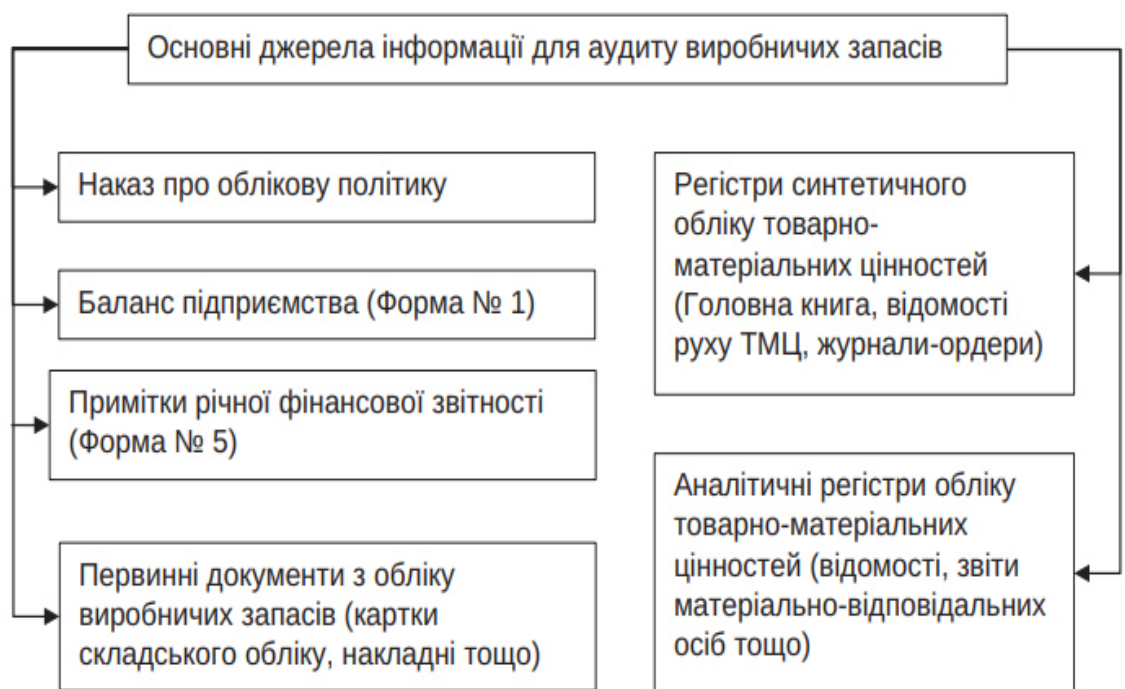 Основні джерела інформації для аудиту виробничих запасів
Наказ про облікову політику
Баланс підприємства (Форма № 1)
Примітки річної фінансової звітності
(Форма № 5)
Первинні документи з обліку
виробничих запасів (картки
складського обліку, накладні тощо)
Регістри синтетичного
обліку товарно-
матеріальних цінностей
(Головна книга, відомості
руху ТМЦ, журнали-ордери)
Аналітичні регістри обліку
товарно-матеріальних
цінностей (відомості, звіти
матеріально-відповідальних
осіб тощо)